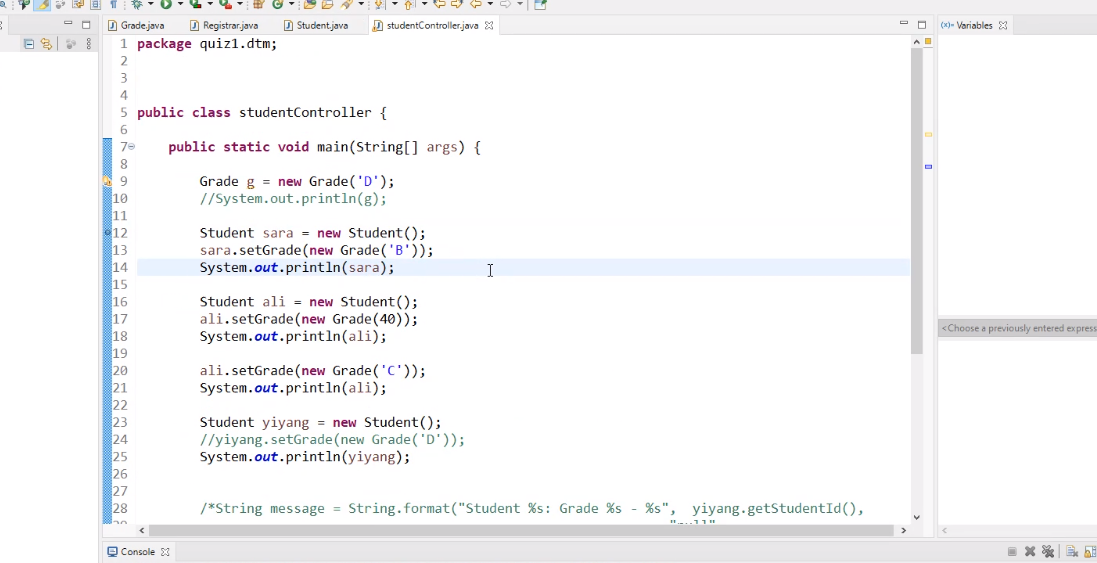 Grade.java
Registrar.java
Student.java
studentController.java
(x)= Variables
1 package quiz1.dtm;
2
3
4
5 public class studentController {
6
7 public static void main(String[] args) {
8
9 Grade g = new Grade('D');
10 //System.out.println(g);
11
12 Student sara = new Student();
13 sara.setGrade(new Grade('B'));
14 System.out.println(sara);
15
16 Student ali = new Student();
17 ali.setGrade(new Grade(40));
18 System.out.println(ali);
19
20 ali.setGrade(new Grade('C'));
21 System.out.println(ali);
22
23 Student yiyang = new Student();
24 //yiyang.setGrade(new Grade('D'));
25 System.out.println(yiyang);
26
27
28 /*String message = String.format("Student %s: Grade %s - %s", yiyang.getStudentId(),
<Choose a previously entered express
Console